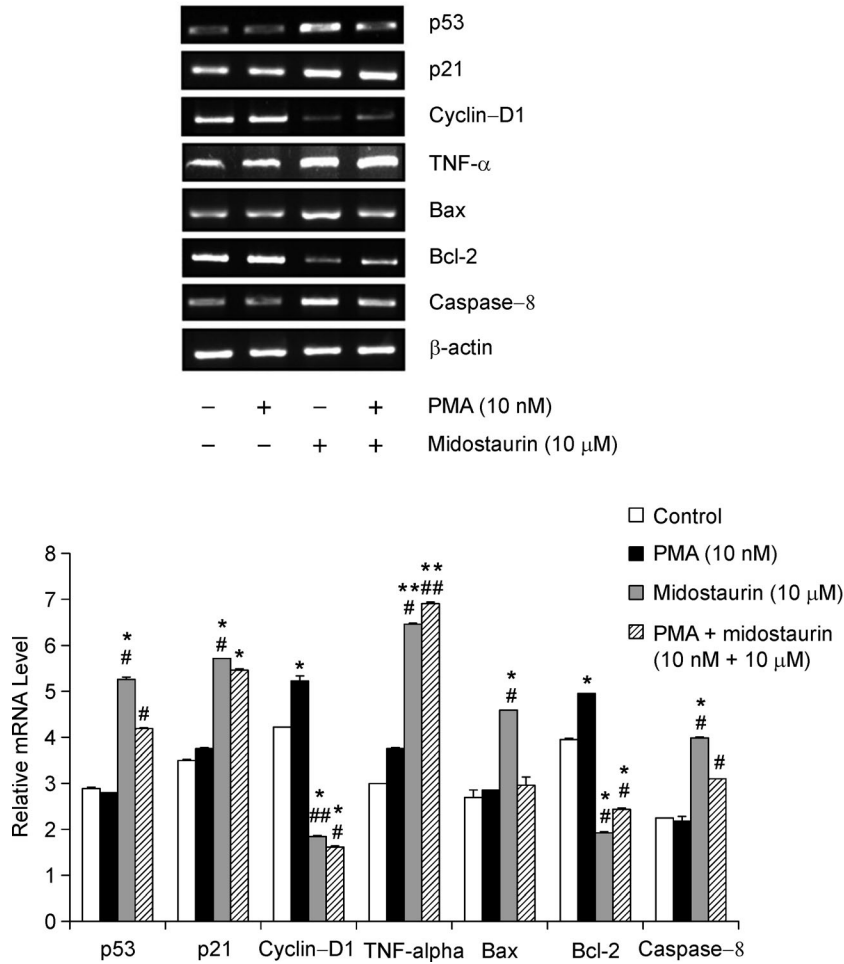 p53
p21
Cyclin–D1
TNF-α
Bax
Bcl-2
Caspase–8
β-actin
– + – + PMA (10 nM)
– – + + Midostaurin (10 μM)
Control
PMA (10 nM)
Midostaurin (10 μM)
PMA + midostaurin
(10 nM + 10 μM)
Relative mRNA Level
8
7
6
5
4
3
2
1
0
*
#
#
*
#
*
*
*
##
*
#
**
#
**
##
*
#
*
*
#
*
#
*
#
#
p53 p21 Cyclin–D1 TNF-alpha Bax Bcl-2 Caspase–8